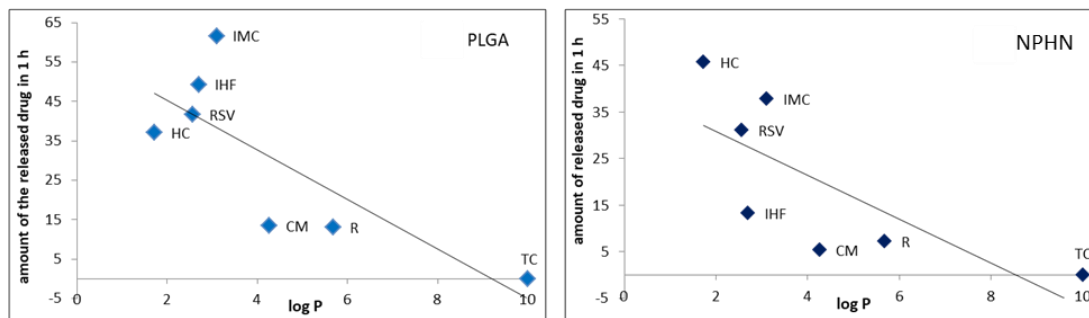 amount of the released drug in 1 h
65
55
45
35
25
15
5
-5
PLGA
IMC
IHF
RSV
HC
CM
R
TC
0
2
4
6
8
10
log P
amount of released drug in 1 h
55
45
35
25
15
5
-5
NPHN
HC
IMC
RSV
IHF
CM
R
TC
0
2
4
6
8
10
log P